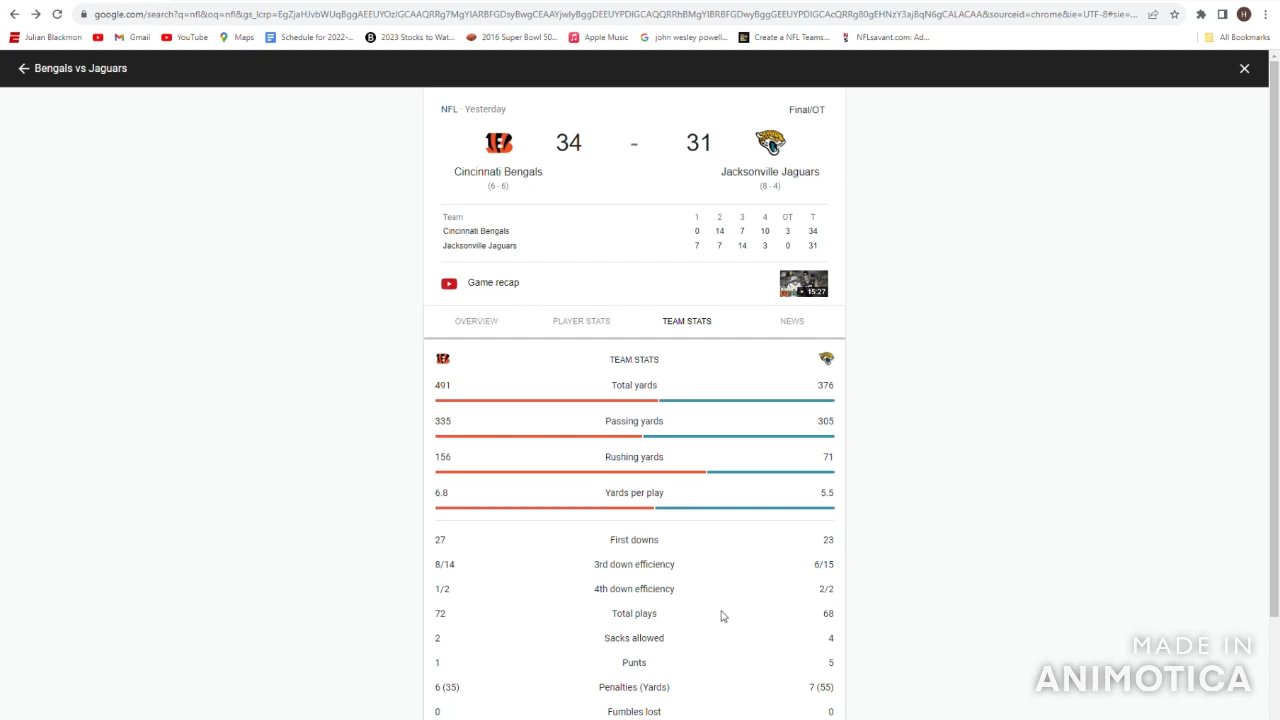 google.com/search?q=nfl&oq=nfl&gs_lcrp=EgZjaHJvbWUqBggAEEUYOzIGCAAQRRg7MgYIARBFGDsyBwgCEAAYjwIyBggDEEUYPDIGCAQQRRhBMgYIBRBFGDwyBggGEEUYPDIGCAcQRRg80gEHNzY3ajBqN6gCALACAA&sourceid=chrome&ie=UTF-8#sie=...
H
Julian Blackmon Gmail YouTube Maps Schedule for 2022-... 2023 Stocks to Wat... 2016 Super Bowl 50... Apple Music john wesley powell... Create a NFL Teams... NFLsavant.com: Ad... All Bookmarks
Bengals vs Jaguars
NFL · Yesterday Final/OT
34 - 31
Cincinnati Bengals Jacksonville Jaguars
(6 - 6) (8 - 4)
Team 1 2 3 4 OT T
Cincinnati Bengals 0 14 7 10 3 34
Jacksonville Jaguars 7 7 14 3 0 31
Game recap 15:27
OVERVIEW PLAYER STATS TEAM STATS NEWS
TEAM STATS
491 Total yards 376
335 Passing yards 305
156 Rushing yards 71
6.8 Yards per play 5.5
27 First downs 23
8/14 3rd down efficiency 6/15
1/2 4th down efficiency 2/2
72 Total plays 68
2 Sacks allowed 4
1 Punts 5
6 (35) Penalties (Yards) 7 (55)
0 Fumbles lost 0
MADE IN
ANIMOTICA